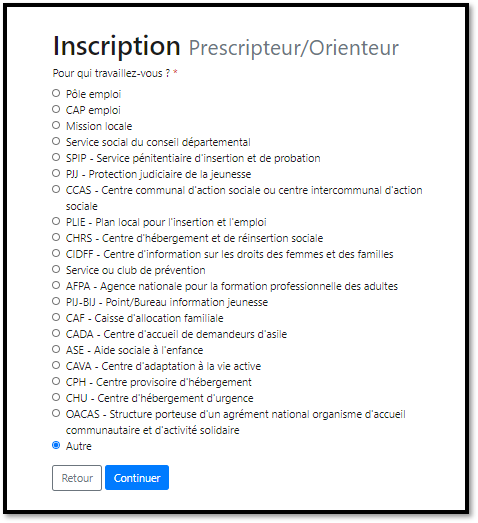 Inscription Prescripteur/Orienteur
Pour qui travaillez-vous ? *
Pôle emploi
CAP emploi
Mission locale
Service social du conseil départemental
SPIP - Service pénitentiaire d'insertion et de probation
PJJ - Protection judiciaire de la jeunesse
CCAS - Centre communal d'action sociale ou centre intercommunal d'action
sociale
PLIE - Plan local pour l'insertion et l'emploi
CHRS - Centre d'hébergement et de réinsertion sociale
CIDFF - Centre d'information sur les droits des femmes et des familles
Service ou club de prévention
AFPA - Agence nationale pour la formation professionnelle des adultes
PIJ-BIJ - Point/Bureau information jeunesse
CAF - Caisse d'allocation familiale
CADA - Centre d'accueil de demandeurs d'asile
ASE - Aide sociale à l'enfance
CAVA - Centre d'adaptation à la vie active
CPH - Centre provisoire d'hébergement
CHU - Centre d'hébergement d'urgence
OACAS - Structure porteuse d'un agrément national organisme d'accueil
communautaire et d'activité solidaire
Autre
Retour Continuer